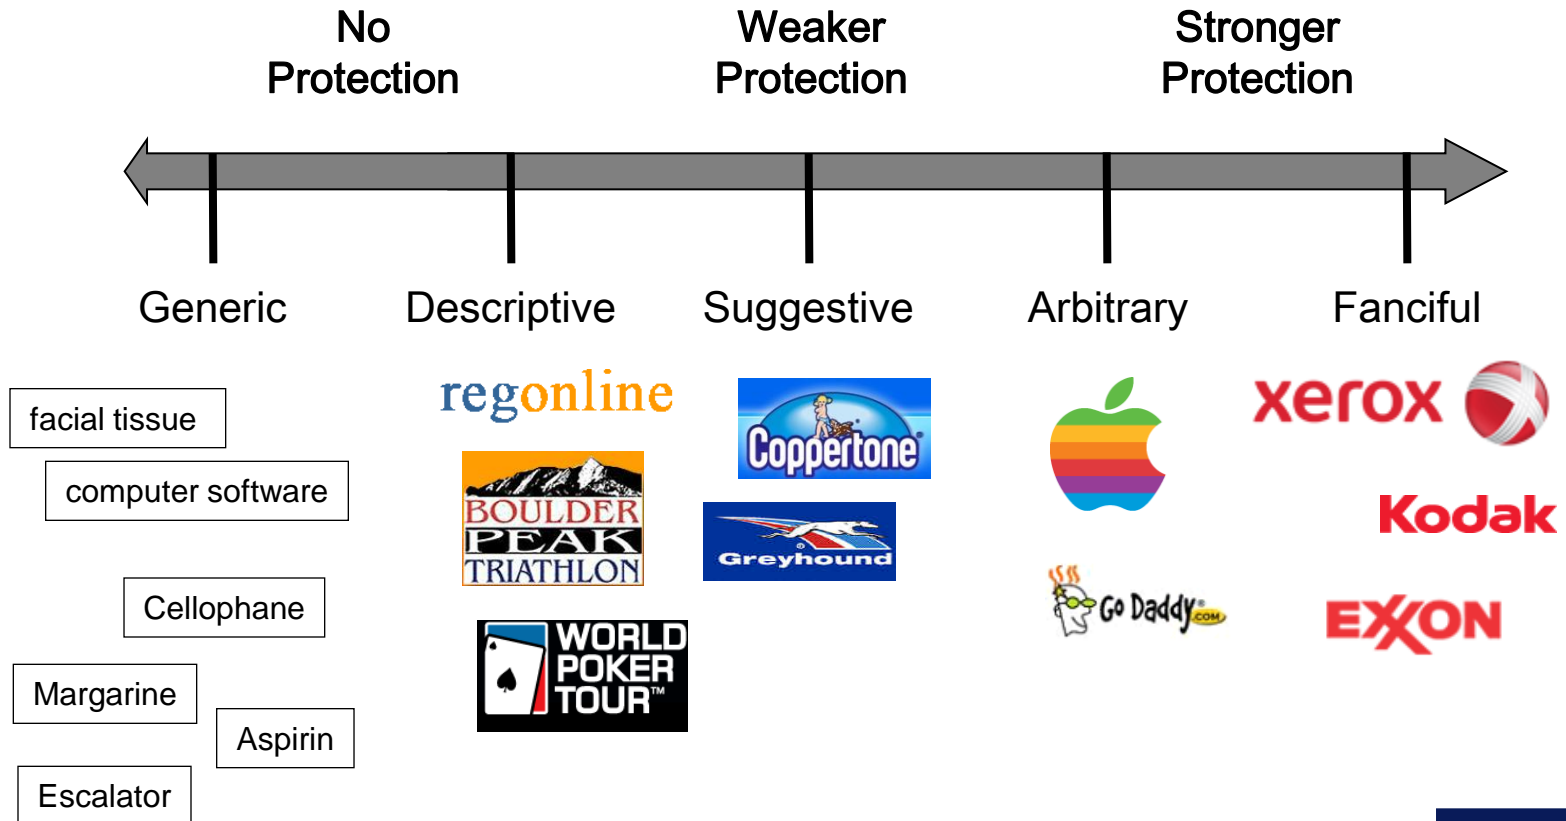 No
Protection
Weaker
Protection
Stronger
Protection
Generic
Descriptive
Suggestive
Arbitrary
Fanciful
facial tissue
computer software
Cellophane
Margarine
Aspirin
Escalator
regonline
BOULDER
PEAK
TRIATHLON
WORLD
POKER
TOUR™
Coppertone®
Greyhound®
Go Daddy®
.COM
xerox
Kodak
EXXON